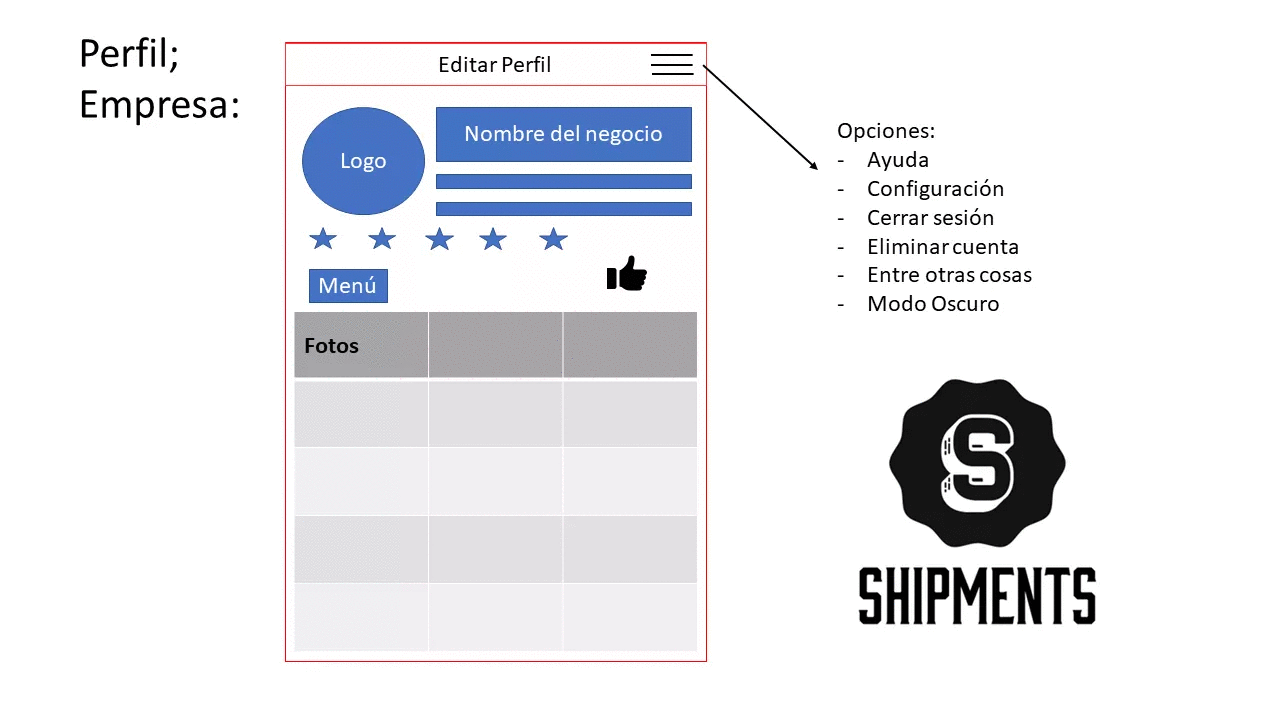 Perfil;
Empresa:
Editar Perfil
Logo
Nombre del negocio
Menú
Fotos
Opciones:
- Ayuda
- Configuración
- Cerrar sesión
- Eliminar cuenta
- Entre otras cosas
- Modo Oscuro
S
SHIPMENTS